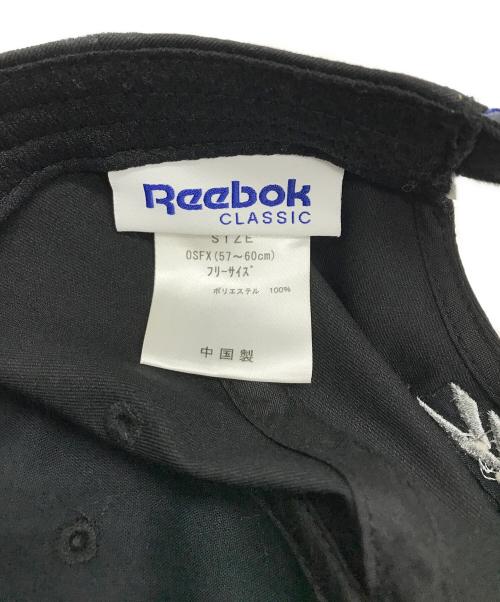 Reebok
CLASSIC
SIZE
OSFX(57～60cm)
フリーサイズ
ポリエステル 100%
中国製